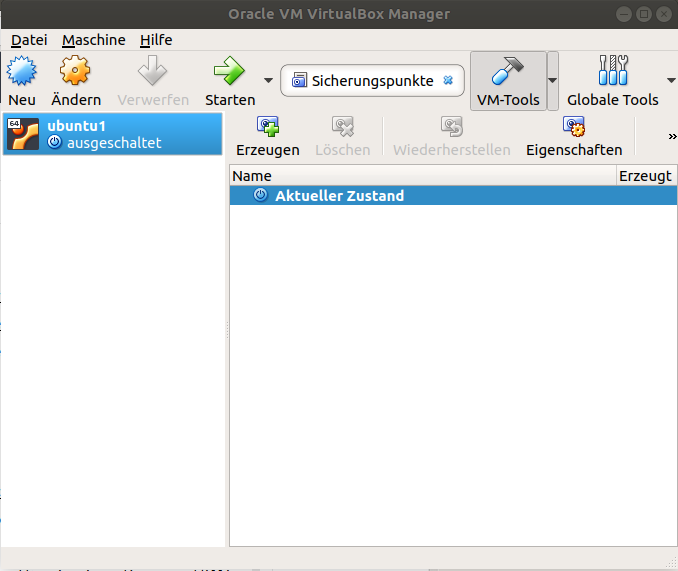 Oracle VM VirtualBox Manager
Datei Maschine Hilfe
Neu Ändern Verwerfen Starten Sicherungspunkte VM-Tools Globale Tools
64 ubuntu1
ausgeschaltet
Erzeugen Löschen Wiederherstellen Eigenschaften »
Name Erzeugt
Aktueller Zustand